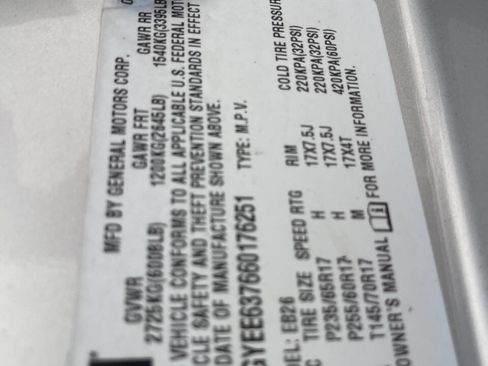 MFD BY GENERAL MOTORS CORP.
GVWR GAWR FRT GAWR RR
2725KG(6008LB) 1200KG(2645LB) 1540KG(3395LB
VEHICLE CONFORMS TO ALL APPLICABLE U.S. FEDERAL MOT
CLE SAFETY AND THEFT PREVENTION STANDARDS IN EFFECT
DATE OF MANUFACTURE SHOWN ABOVE.
GYEE637660176251 TYPE: M.P.V.
DEL: EB26
TIRE SIZE SPEED RTG RIM COLD TIRE PRESSUR
P235/65R17 H 17X7.5J 220KPA(32PSI)
P255/60R17 H 17X7.5J 220KPA(32PSI)
T145/70R17 M 17X4T 420KPA(60PSI)
OWNER'S MANUAL FOR MORE INFORMATION.